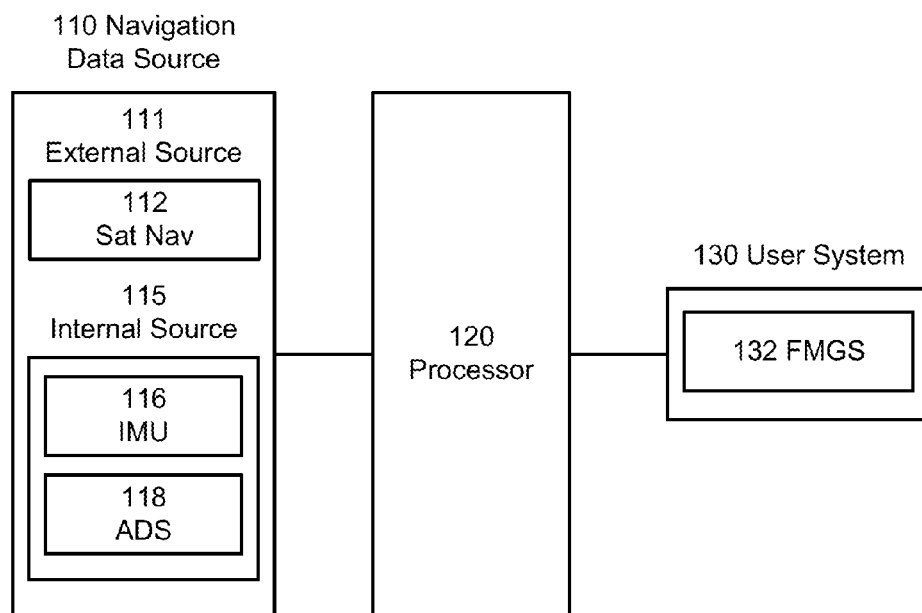 110 Navigation
Data Source
111
External Source
112
Sat Nav
115
Internal Source
116
IMU
118
ADS
120
Processor
130 User System
132 FMGS